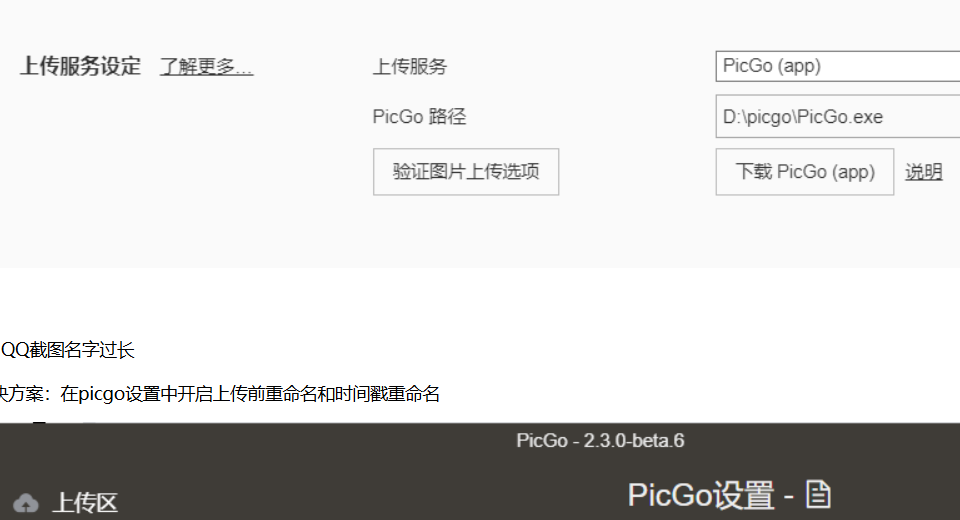 上传服务设定 了解更多... 上传服务 PicGo (app)
PicGo 路径 D:\picgo\PicGo.exe
验证图片上传选项 下载 PicGo (app) 说明
QQ截图名字过长
决方案：在picgo设置中开启上传前重命名和时间戳重命名
PicGo - 2.3.0-beta.6
上传区 PicGo设置 -